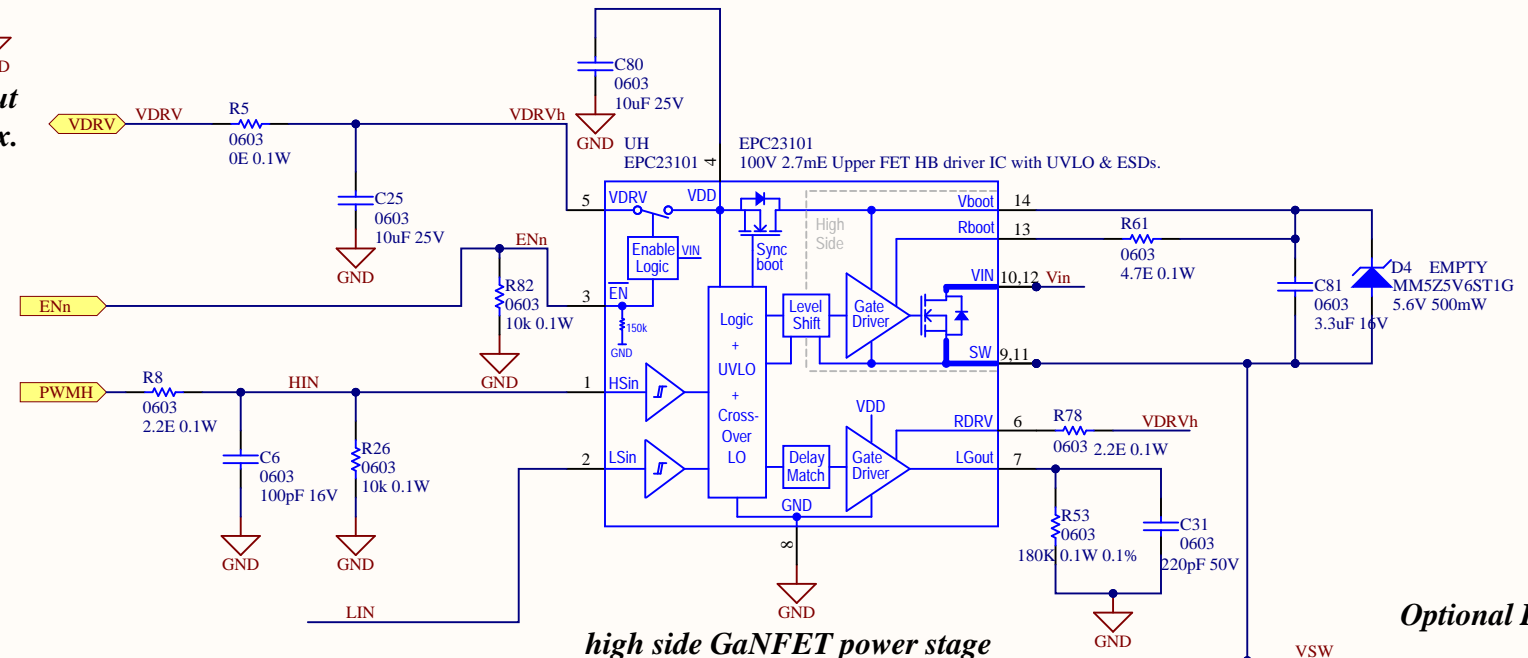 D
ut
x.
C80
0603
10uF 25V
GND
VDRV
VDRV
R5
0603
0E 0.1W
VDRVh
C25
0603
10uF 25V
GND
UH
EPC23101
4
EPC23101
100V 2.7mE Upper FET HB driver IC with UVLO & ESDs.
5
VDRV
VDD
Vboot
14
High
Side
Rboot
13
R61
0603
4.7E 0.1W
Enable
Logic
VIN
Sync
boot
VIN
10,12
Vin
ENn
ENn
R82
0603
10k 0.1W
GND
3
EN
150k
GND
Logic
+
UVLO
+
Cross-
Over
LO
Level
Shift
Gate
Driver
SW
9,11
C81
0603
3.3uF 16V
D4 EMPTY
MM5Z5V6ST1G
5.6V 500mW
PWMH
R8
0603
2.2E 0.1W
HIN
1
HSin
C6
0603
100pF 16V
GND
R26
0603
10k 0.1W
GND
2
LSin
VDD
RDRV
6
R78
0603 2.2E 0.1W
VDRVh
Delay
Match
Gate
Driver
LGout
7
GND
8
GND
R53
0603
180K 0.1W 0.1%
C31
0603
220pF 50V
GND
LIN
high side GaNFET power stage
Optional
VSW